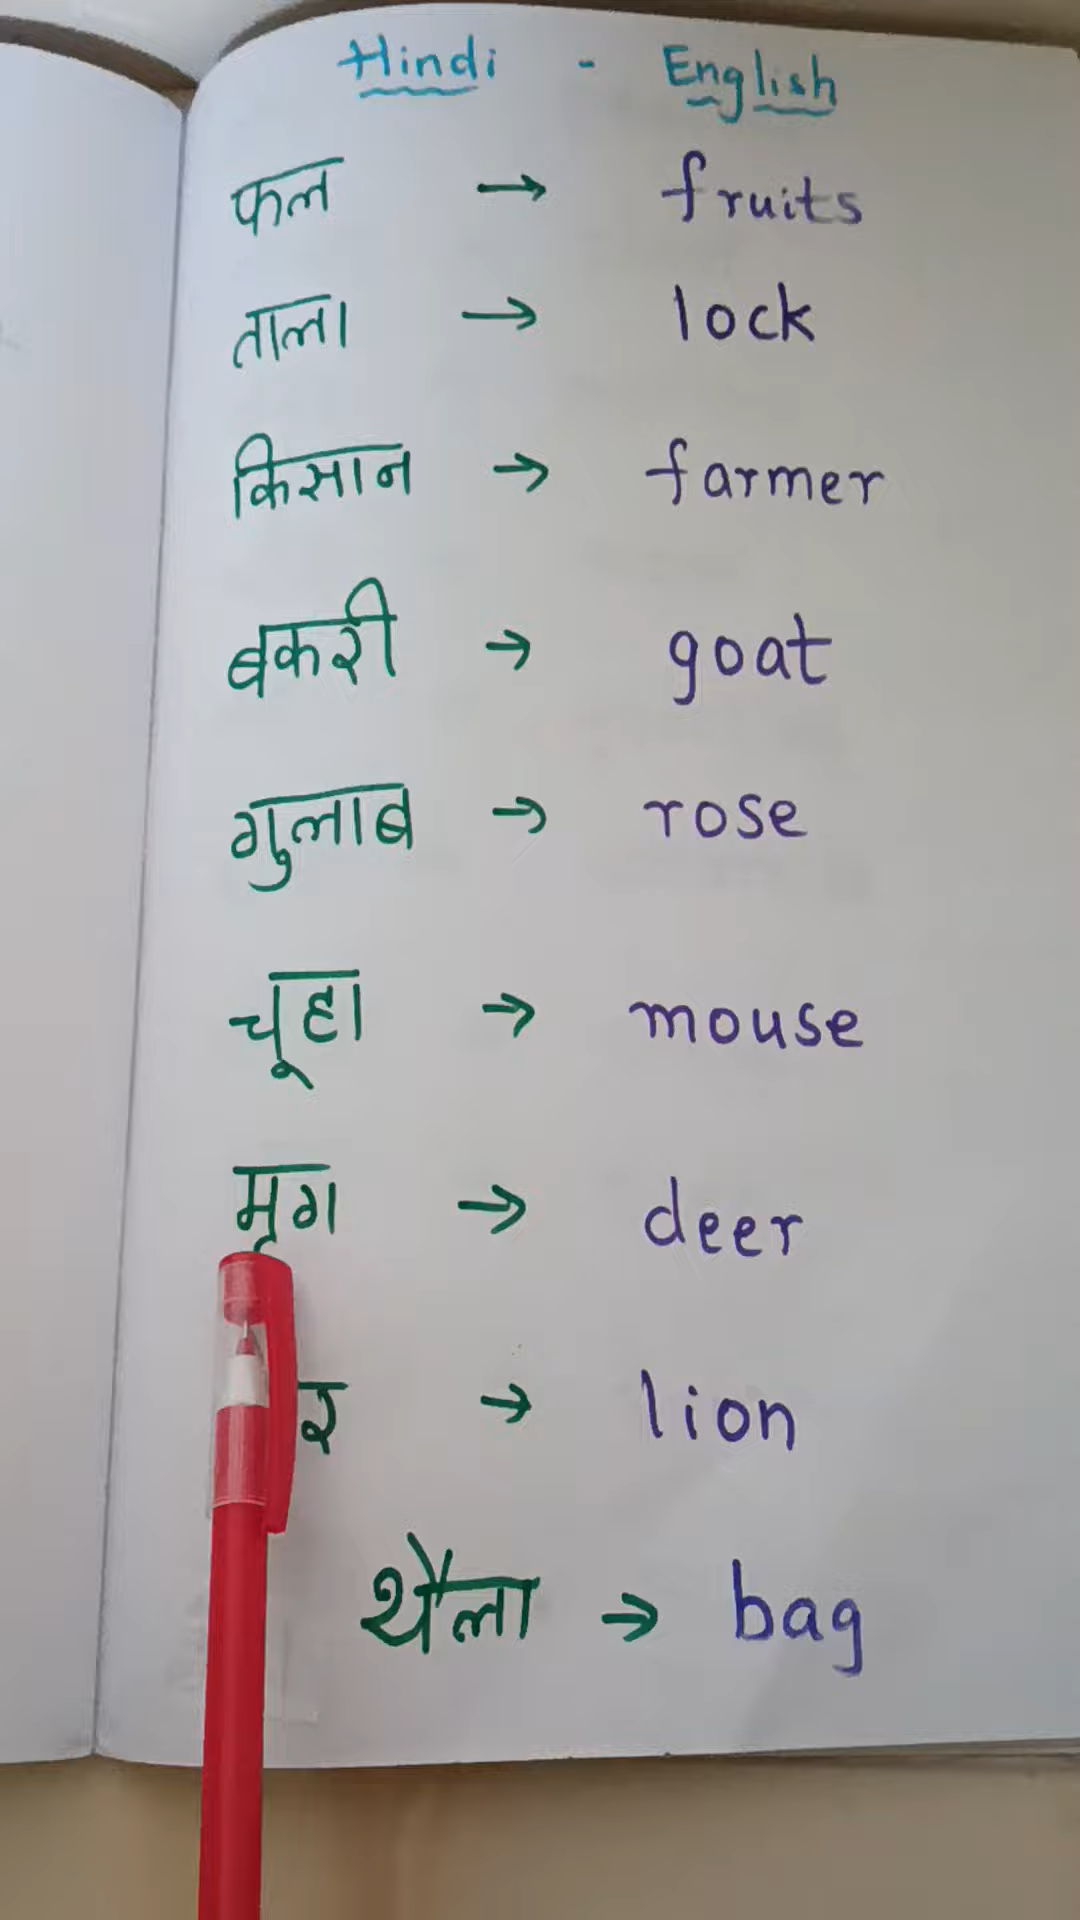 Hindi - English
फल → fruits
ताला → lock
किसान → farmer
बकरी → goat
गुलाब → rose
चूहा → mouse
मृग → deer
→ lion
थैला → bag